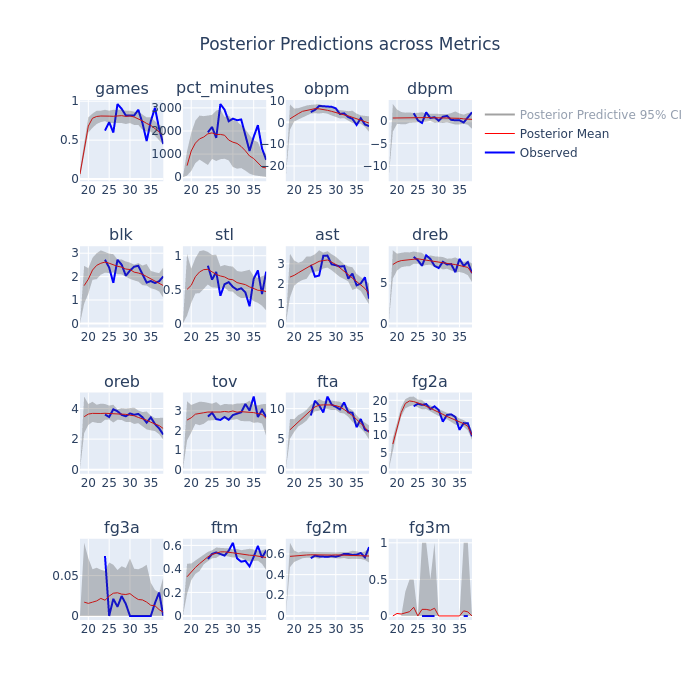 Posterior Predictions across Metrics
games pct_minutes obpm dbpm
1
0.5
0
20 25 30 35
3000
2000
1000
0
20 25 30 35
10
0
−10
−20
20 25 30 35
0
−5
−10
20 25 30 35
Posterior Predictive 95% CI
Posterior Mean
Observed
blk stl ast dreb
3
2
1
0
20 25 30 35
1
0.5
0
20 25 30 35
3
2
1
0
20 25 30 35
5
0
20 25 30 35
oreb tov fta fg2a
4
2
0
20 25 30 35
3
2
1
0
20 25 30 35
10
5
0
20 25 30 35
20
15
10
5
0
20 25 30 35
fg3a ftm fg2m fg3m
0.05
0
20 25 30 35
0.6
0.4
0.2
0
20 25 30 35
0.6
0.4
0.2
0
20 25 30 35
1
0.5
0
20 25 30 35